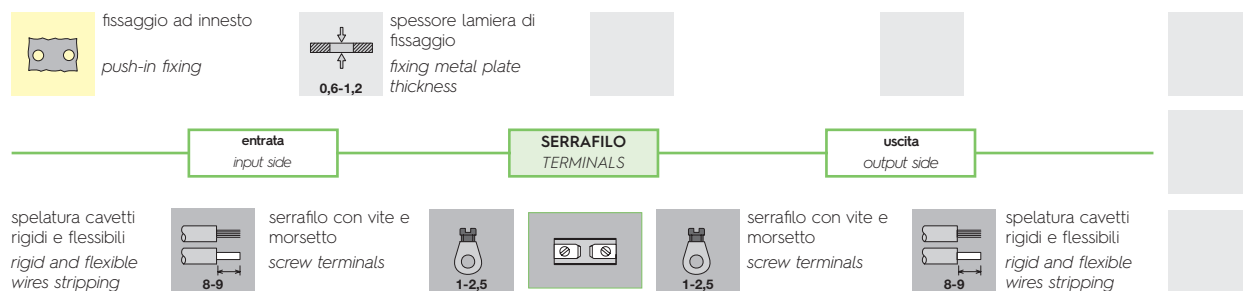 fissaggio ad innesto
push-in fixing
0,6-1,2
spessore lamiera di
fissaggio
fixing metal plate
thickness
entrata
input side
SERRAFILO
TERMINALS
uscita
output side
spelatura cavetti
rigidi e flessibili
rigid and flexible
wires stripping
8-9
serrafilo con vite e
morsetto
screw terminals
1-2,5
1-2,5
serrafilo con vite e
morsetto
screw terminals
8-9
spelatura cavetti
rigidi e flessibili
rigid and flexible
wires stripping